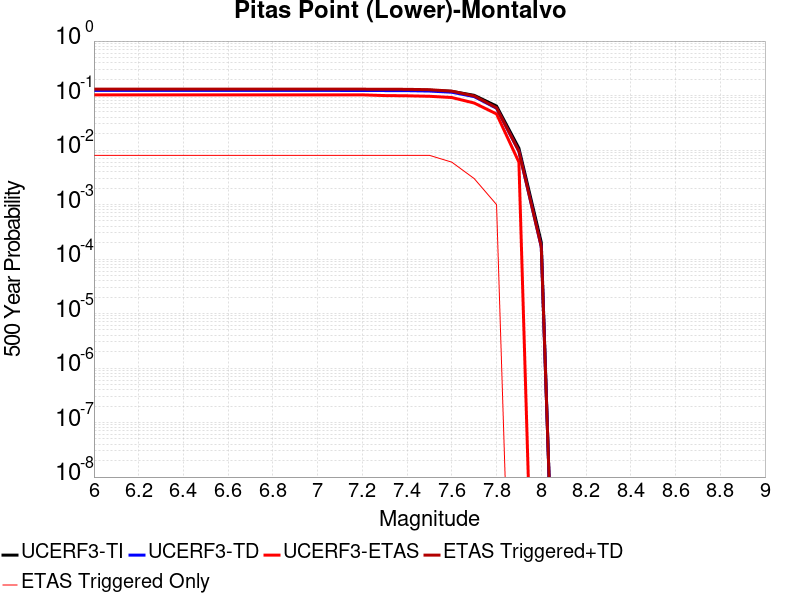 Pitas Point (Lower)-Montalvo
500 Year Probability
10^0
10^-1
10^-2
10^-3
10^-4
10^-5
10^-6
10^-7
10^-8
6 6.2 6.4 6.6 6.8 7 7.2 7.4 7.6 7.8 8 8.2 8.4 8.6 8.8 9
Magnitude
UCERF3-TI UCERF3-TD UCERF3-ETAS ETAS Triggered+TD
ETAS Triggered Only